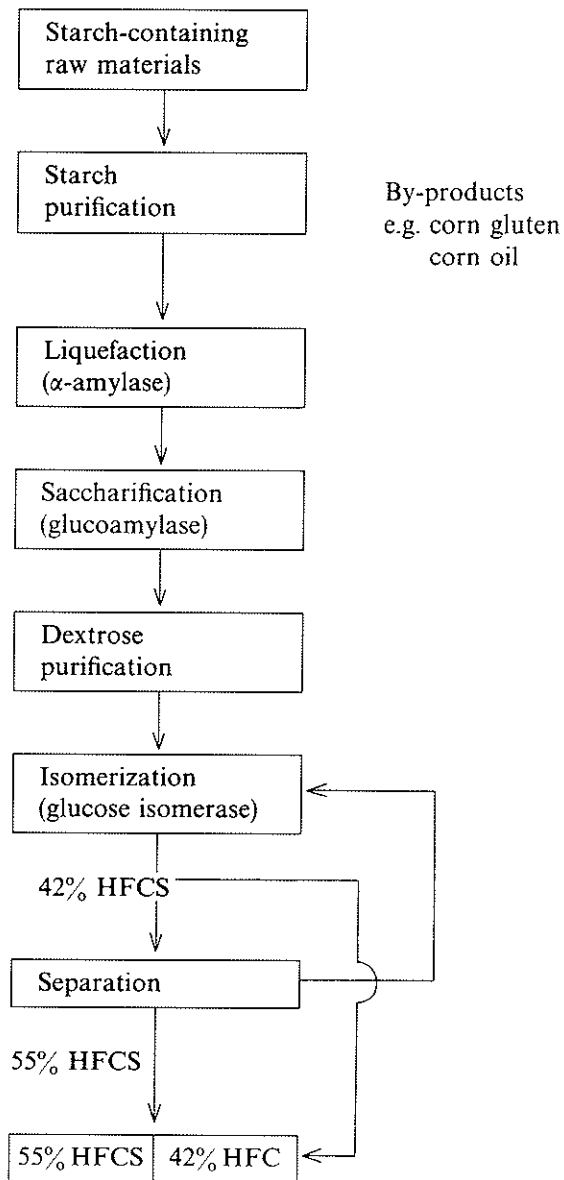 Starch-containing
raw materials
Starch
purification
By-products
e.g. corn gluten
corn oil
Liquefaction
(α-amylase)
Saccharification
(glucoamylase)
Dextrose
purification
Isomerization
(glucose isomerase)
42% HFCS
Separation
55% HFCS
55% HFCS
42% HFC